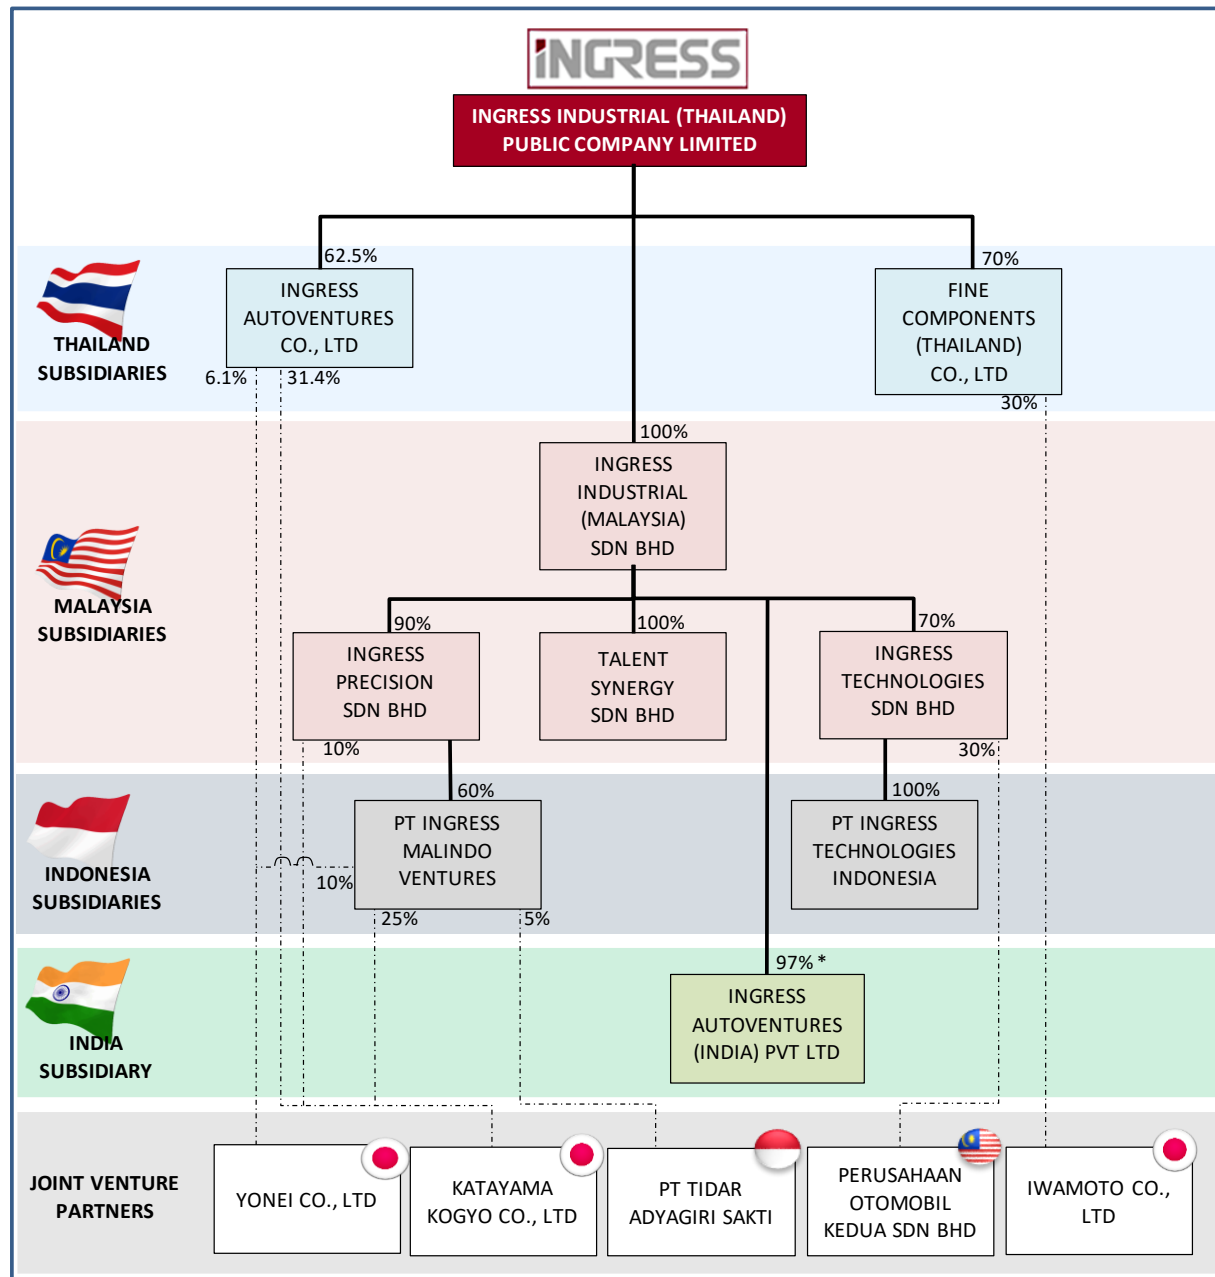 iNGRESS
INGRESS INDUSTRIAL (THAILAND)
PUBLIC COMPANY LIMITED
62.5%
70%
INGRESS
AUTOVENTURES
CO., LTD
FINE
COMPONENTS
(THAILAND)
CO., LTD
THAILAND
SUBSIDIARIES
6.1%
31.4%
30%
100%
INGRESS
INDUSTRIAL
(MALAYSIA)
SDN BHD
MALAYSIA
SUBSIDIARIES
90%
100%
70%
INGRESS
PRECISION
SDN BHD
TALENT
SYNERGY
SDN BHD
INGRESS
TECHNOLOGIES
SDN BHD
10%
30%
60%
100%
PT INGRESS
MALINDO
VENTURES
PT INGRESS
TECHNOLOGIES
INDONESIA
INDONESIA
SUBSIDIARIES
10%
25%
5%
97% *
INGRESS
AUTOVENTURES
(INDIA) PVT LTD
INDIA
SUBSIDIARY
JOINT VENTURE
PARTNERS
YONEI CO., LTD
KATAYAMA
KOGYO CO., LTD
PT TIDAR
ADYAGIRI SAKTI
PERUSAHAAN
OTOMOBIL
KEDUA SDN BHD
IWAMOTO CO.,
LTD